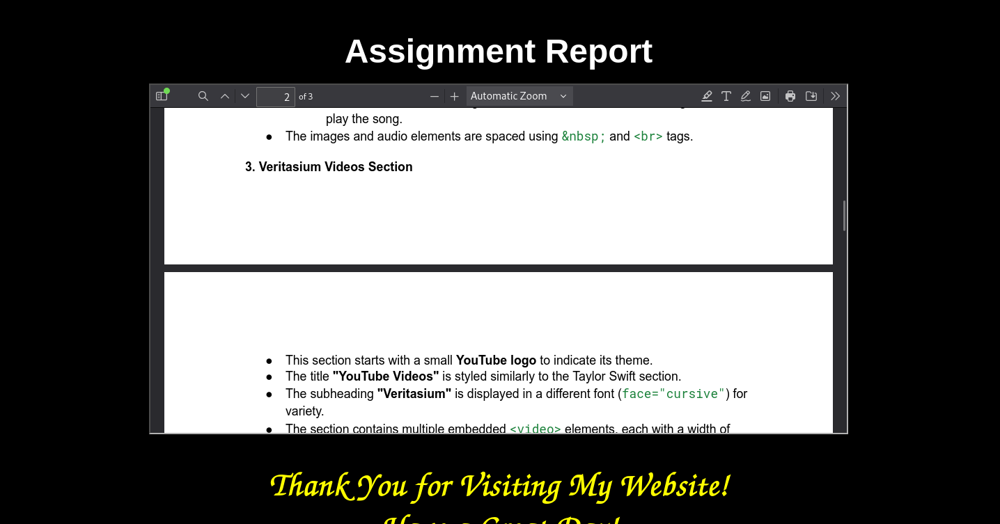 Assignment Report
2 of 3
Automatic Zoom
play the song.
● The images and audio elements are spaced using &nbsp; and <br> tags.
3. Veritasium Videos Section
● This section starts with a small YouTube logo to indicate its theme.
● The title "YouTube Videos" is styled similarly to the Taylor Swift section.
● The subheading "Veritasium" is displayed in a different font (face="cursive") for
variety.
● The section contains multiple embedded <video> elements, each with a width of
Thank You for Visiting My Website!
Have a Great Day!